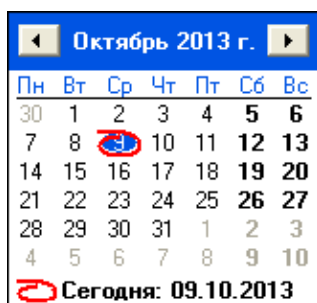 Октябрь 2013 г.
Пн Вт Ср Чт Пт Сб Вс
30 1 2 3 4 5 6
7 8 9 10 11 12 13
14 15 16 17 18 19 20
21 22 23 24 25 26 27
28 29 30 31 1 2 3
4 5 6 7 8 9 10
Сегодня: 09.10.2013